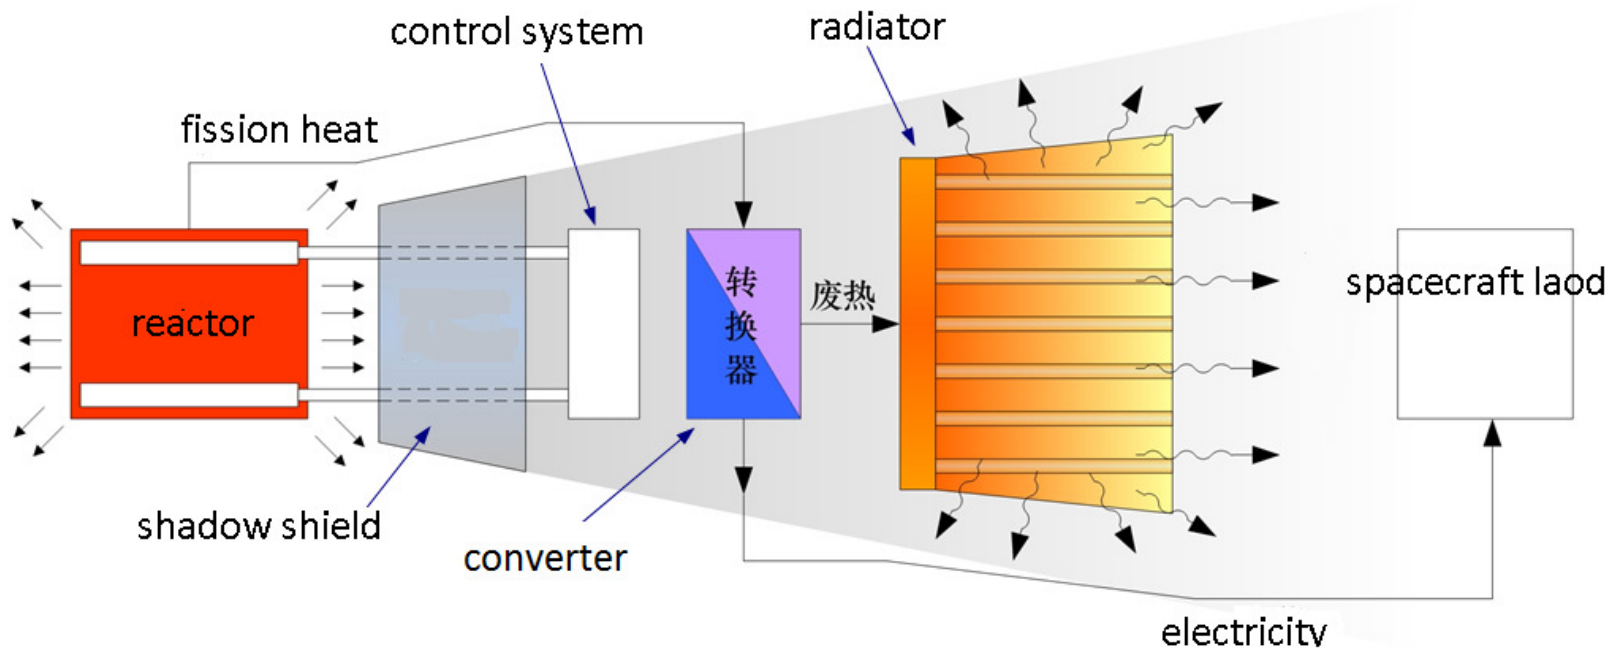 control system
radiator
fission heat
转
换
器
废热
spacecraft laod
reactor
shadow shield
converter
electricity